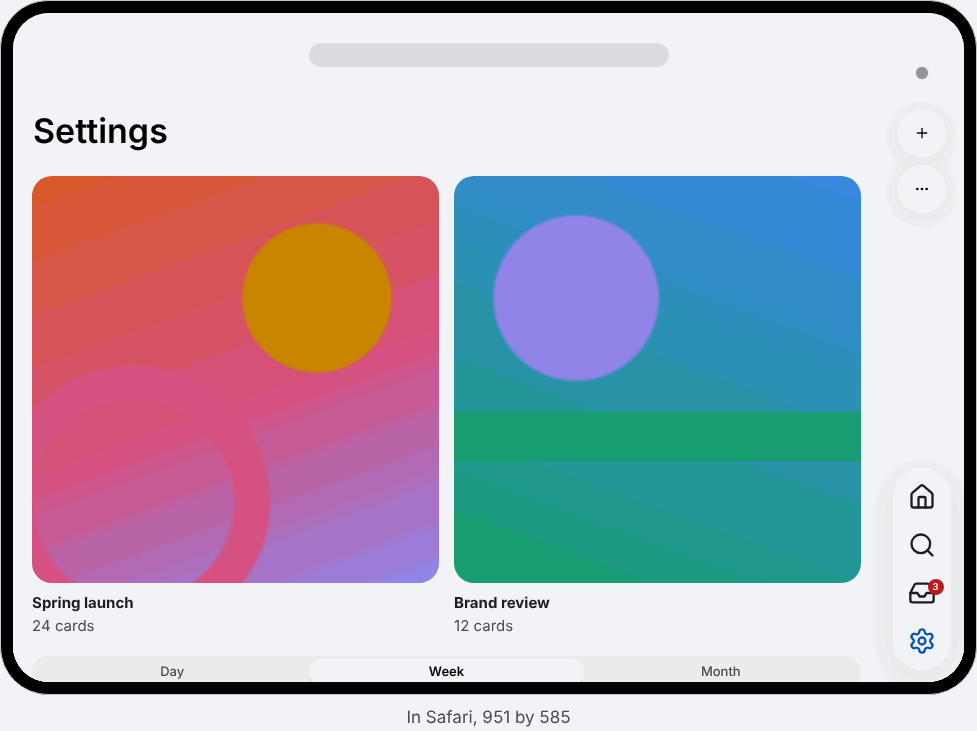 Settings
Spring launch
24 cards
Brand review
12 cards
3
Day
Week
Month
In Safari, 951 by 585